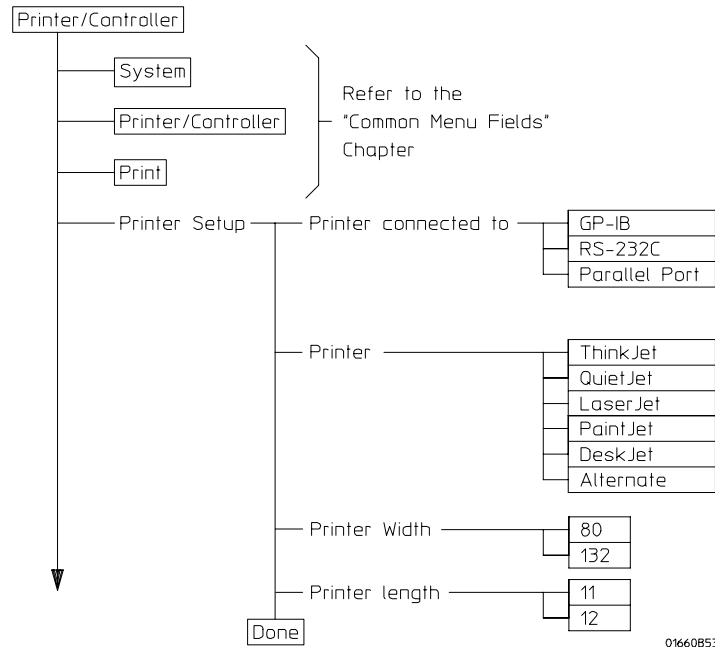 Printer/Controller
System
Printer/Controller
Print
Refer to the
"Common Menu Fields"
Chapter
Printer Setup
Printer connected to
GP-IB
RS-232C
Parallel Port
Printer
ThinkJet
QuietJet
LaserJet
PaintJet
DeskJet
Alternate
Printer Width
80
132
Printer length
11
12
Done
01660B53